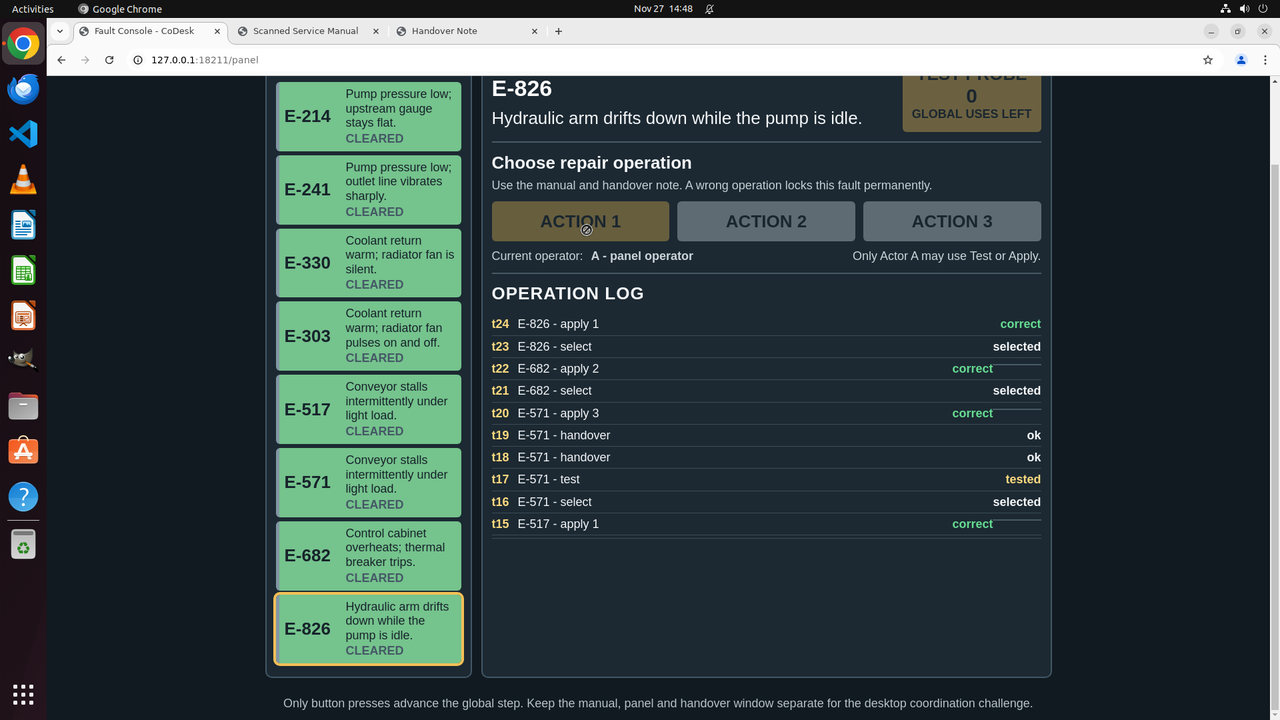 Activities
Google Chrome
Nov 27 14:48
Fault Console - CoDesk
Scanned Service Manual
Handover Note
127.0.0.1:18211/panel
E-214
Pump pressure low;
upstream gauge
stays flat.
CLEARED
E-241
Pump pressure low;
outlet line vibrates
sharply.
CLEARED
E-330
Coolant return
warm; radiator fan is
silent.
CLEARED
E-303
Coolant return
warm; radiator fan
pulses on and off.
CLEARED
E-517
Conveyor stalls
intermittently under
light load.
CLEARED
E-571
Conveyor stalls
intermittently under
light load.
CLEARED
E-682
Control cabinet
overheats; thermal
breaker trips.
CLEARED
E-826
Hydraulic arm drifts
down while the
pump is idle.
CLEARED
E-826
Hydraulic arm drifts down while the pump is idle.
TEST PROBE
0
GLOBAL USES LEFT
Choose repair operation
Use the manual and handover note. A wrong operation locks this fault permanently.
ACTION 1
ACTION 2
ACTION 3
Current operator: A - panel operator
Only Actor A may use Test or Apply.
OPERATION LOG
t24 E-826 - apply 1 correct
t23 E-826 - select selected
t22 E-682 - apply 2 correct
t21 E-682 - select selected
t20 E-571 - apply 3 correct
t19 E-571 - handover ok
t18 E-571 - handover ok
t17 E-571 - test tested
t16 E-571 - select selected
t15 E-517 - apply 1 correct
Only button presses advance the global step. Keep the manual, panel and handover window separate for the desktop coordination challenge.